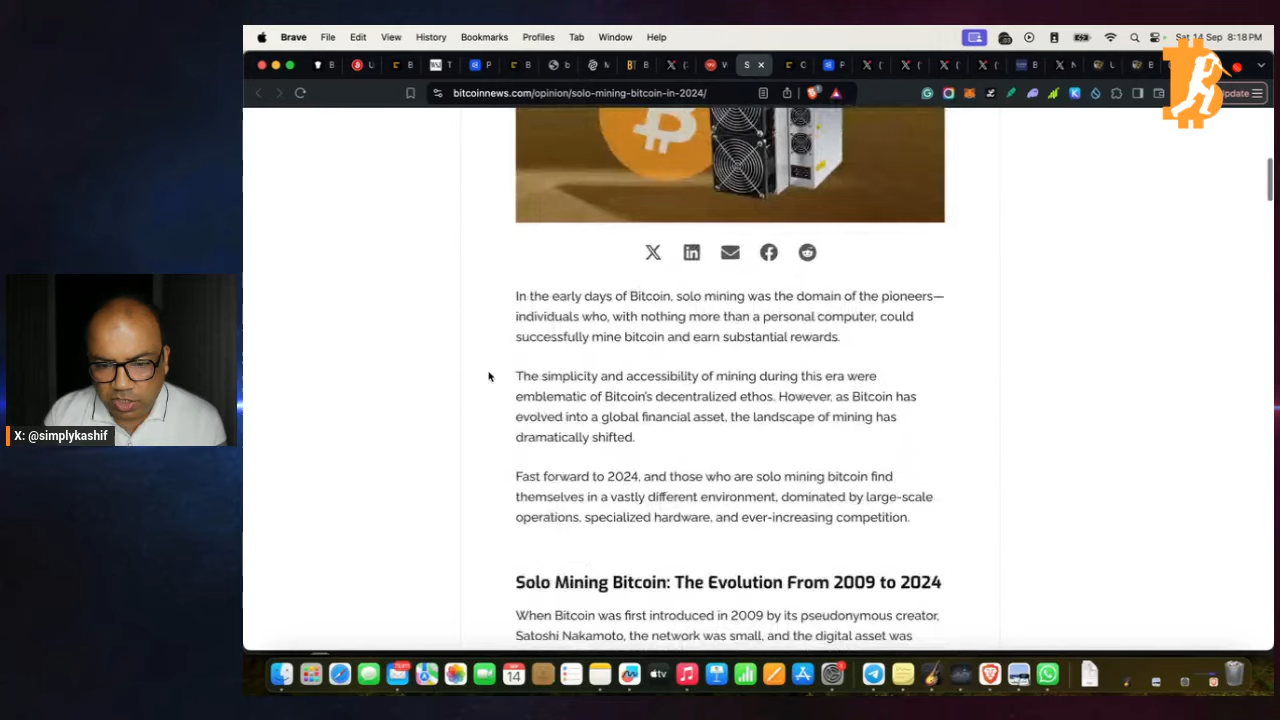 Brave File Edit View History Bookmarks Profiles Tab Window Help Sat 14 Sep 8:18 PM
bitcoinnews.com/opinion/solo-mining-bitcoin-in-2024/
Update
In the early days of Bitcoin, solo mining was the domain of the pioneers—
individuals who, with nothing more than a personal computer, could
successfully mine bitcoin and earn substantial rewards.
The simplicity and accessibility of mining during this era were
emblematic of Bitcoin's decentralized ethos. However, as Bitcoin has
evolved into a global financial asset, the landscape of mining has
dramatically shifted.
Fast forward to 2024, and those who are solo mining bitcoin find
themselves in a vastly different environment, dominated by large-scale
operations, specialized hardware, and ever-increasing competition.
Solo Mining Bitcoin: The Evolution From 2009 to 2024
When Bitcoin was first introduced in 2009 by its pseudonymous creator,
Satoshi Nakamoto, the network was small, and the digital asset was
X: @simplykashif